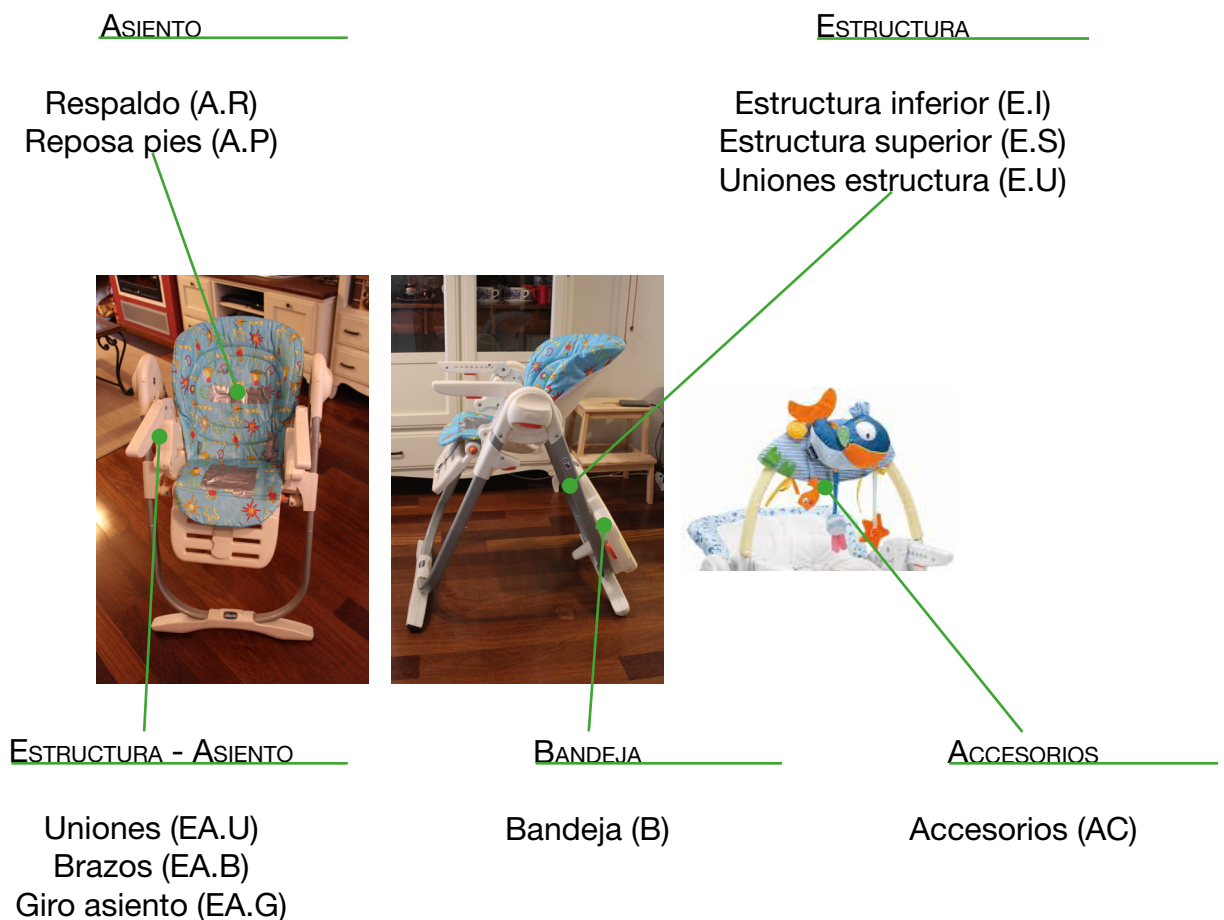 Asiento
Estructura
Respaldo (A.R)
Reposa pies (A.P)
Estructura inferior (E.I)
Estructura superior (E.S)
Uniones estructura (E.U)
Estructura - Asiento
Bandeja
Accesorios
Uniones (EA.U)
Brazos (EA.B)
Giro asiento (EA.G)
Bandeja (B)
Accesorios (AC)